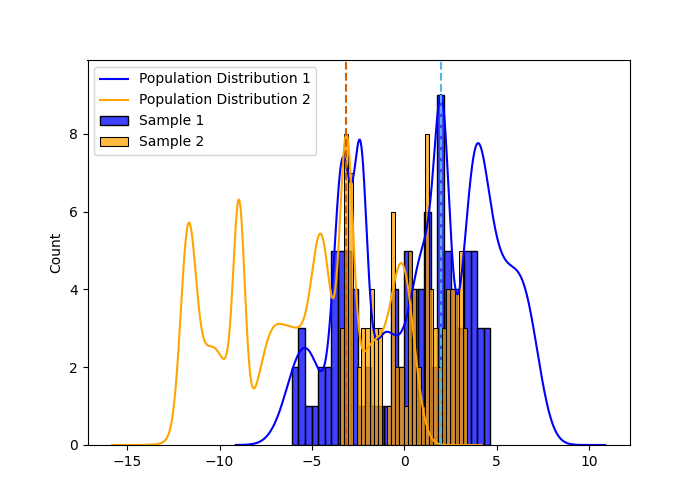 Population Distribution 1
Population Distribution 2
Sample 1
Sample 2
Count
8
6
4
2
0
−15 −10 −5 0 5 10